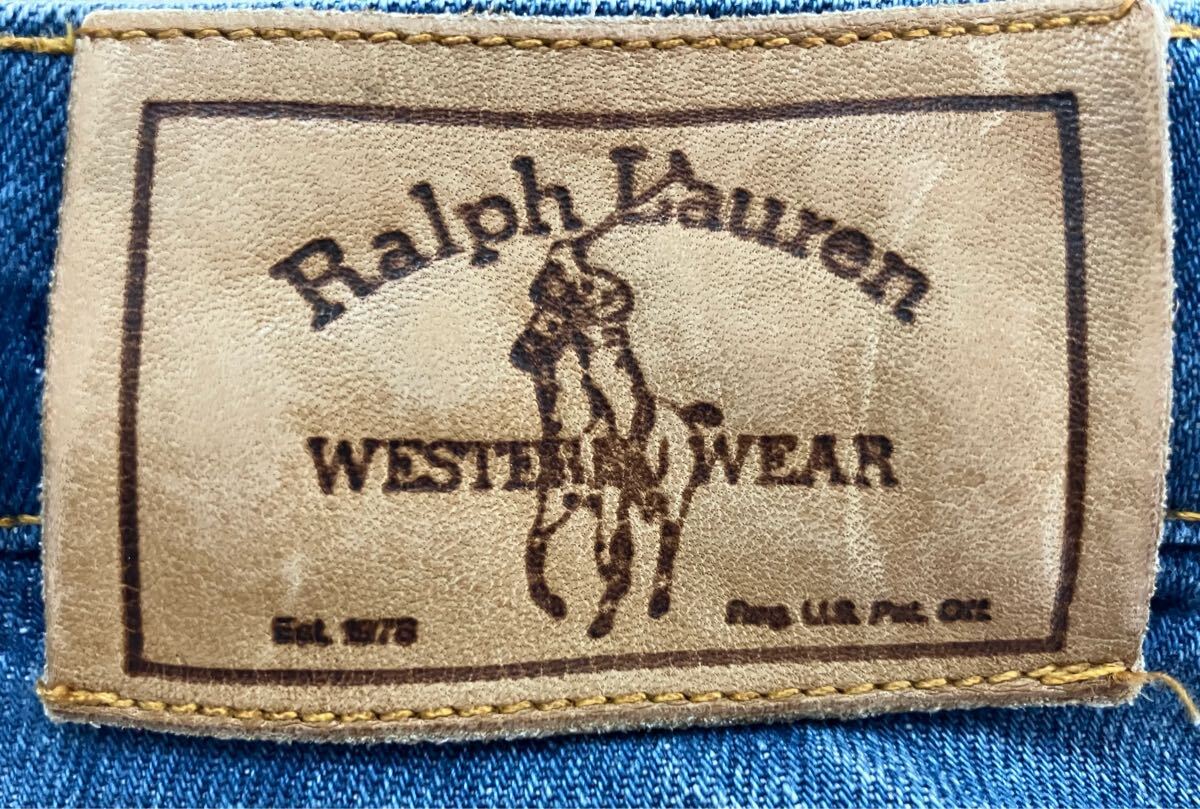 Ralph Lauren
WESTERN WEAR
Est. 1978
Reg. U.S. Pat. Off.